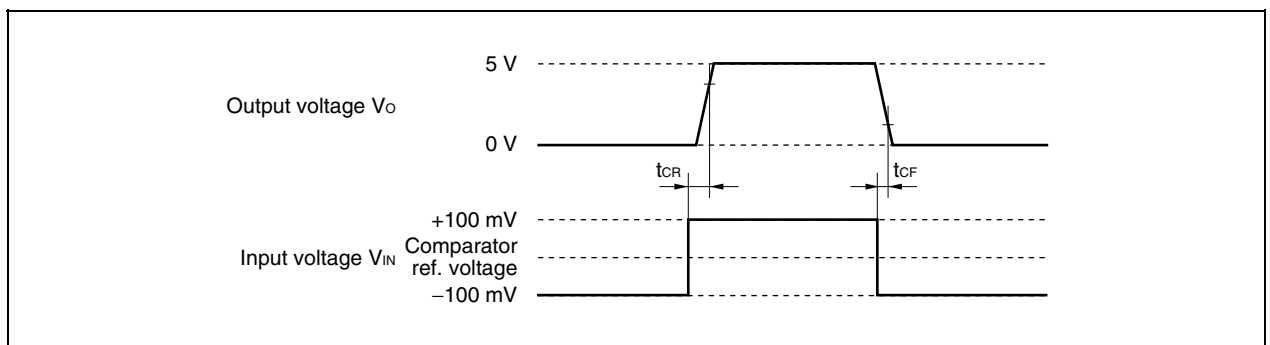 5 V
Output voltage VO
0 V
tCR
tCF
+100 mV
Input voltage VIN
Comparator
ref. voltage
−100 mV